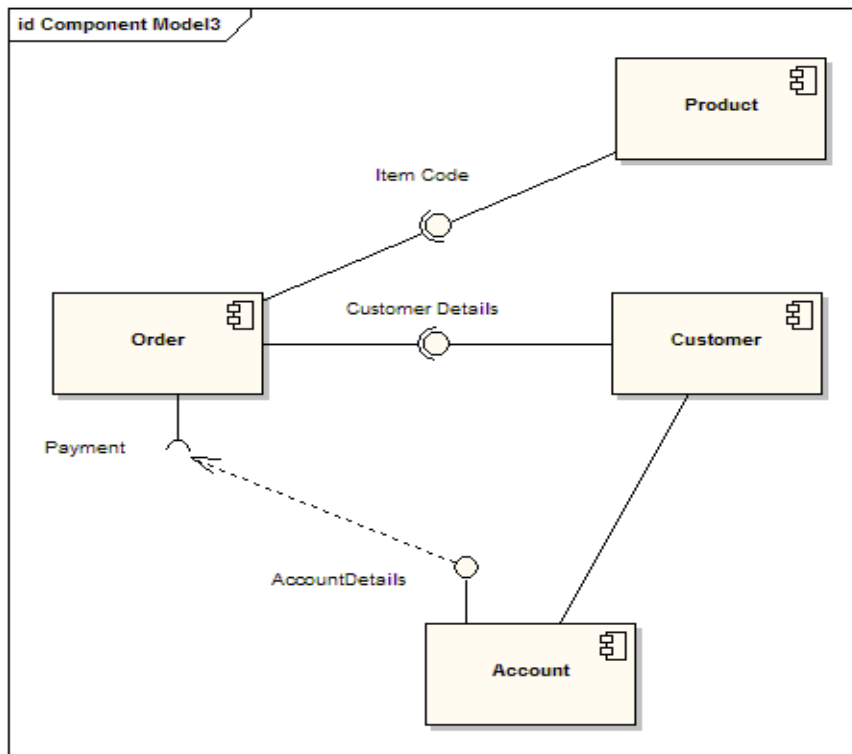 id Component Model3
Product
Item Code
Order
Customer Details
Customer
Payment
AccountDetails
Account